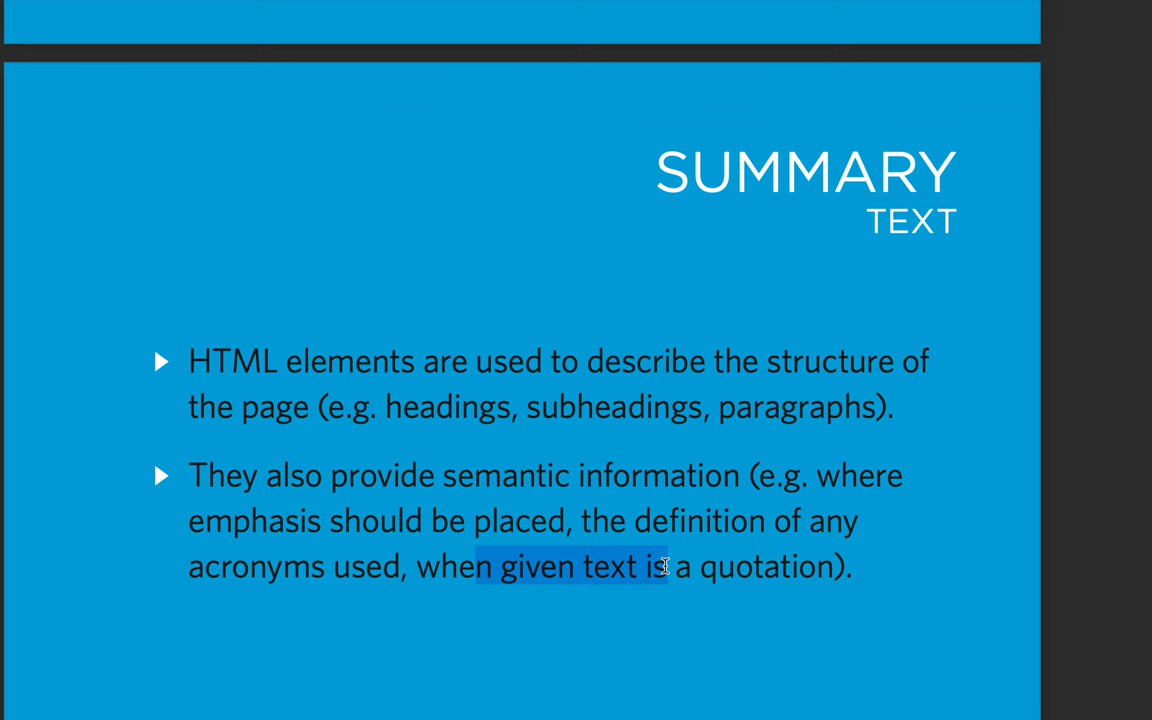 SUMMARY
TEXT
HTML elements are used to describe the structure of
the page (e.g. headings, subheadings, paragraphs).
They also provide semantic information (e.g. where
emphasis should be placed, the definition of any
acronyms used, when given text is a quotation).